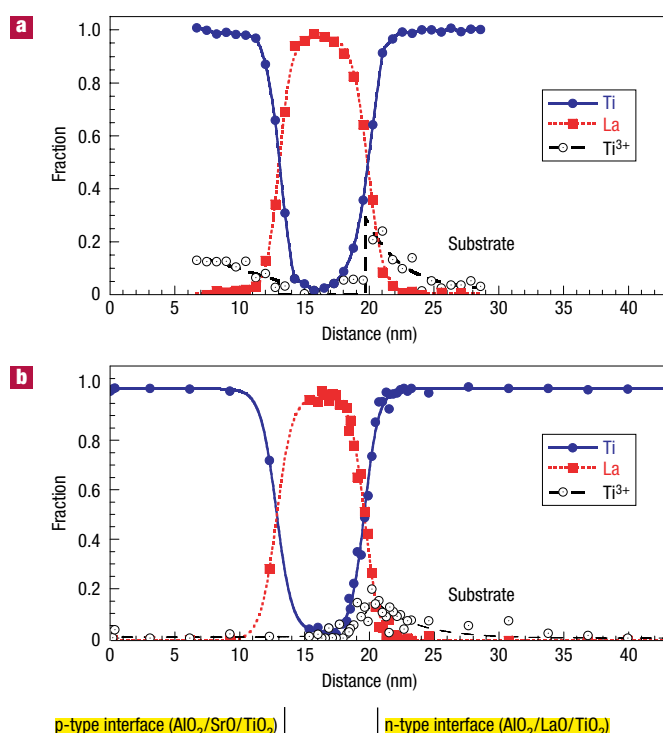 a
1.0
0.8
0.6
0.4
0.2
0
Fraction
Ti
La
Ti³⁺
Substrate
0 5 10 15 20 25 30 35 40
Distance (nm)
b
1.0
0.8
0.6
0.4
0.2
0
Fraction
Ti
La
Ti³⁺
Substrate
0 5 10 15 20 25 30 35 40
Distance (nm)
p-type interface (AlO₂/SrO/TiO₂) n-type interface (AlO₂/LaO/TiO₂)